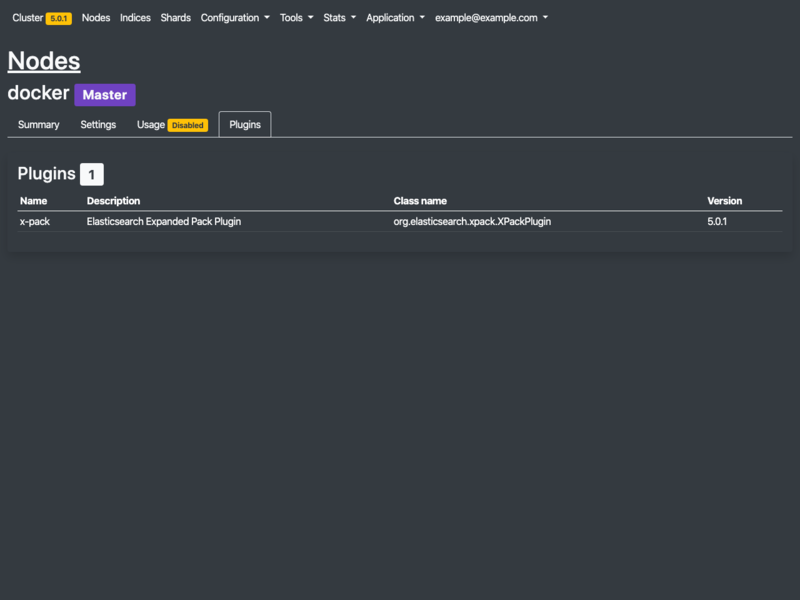 Cluster 5.0.1 Nodes Indices Shards Configuration Tools Stats Application example@example.com
Nodes
docker Master
Summary Settings Usage Disabled Plugins
Plugins 1
Name Description Class name Version
x-pack Elasticsearch Expanded Pack Plugin org.elasticsearch.xpack.XPackPlugin 5.0.1